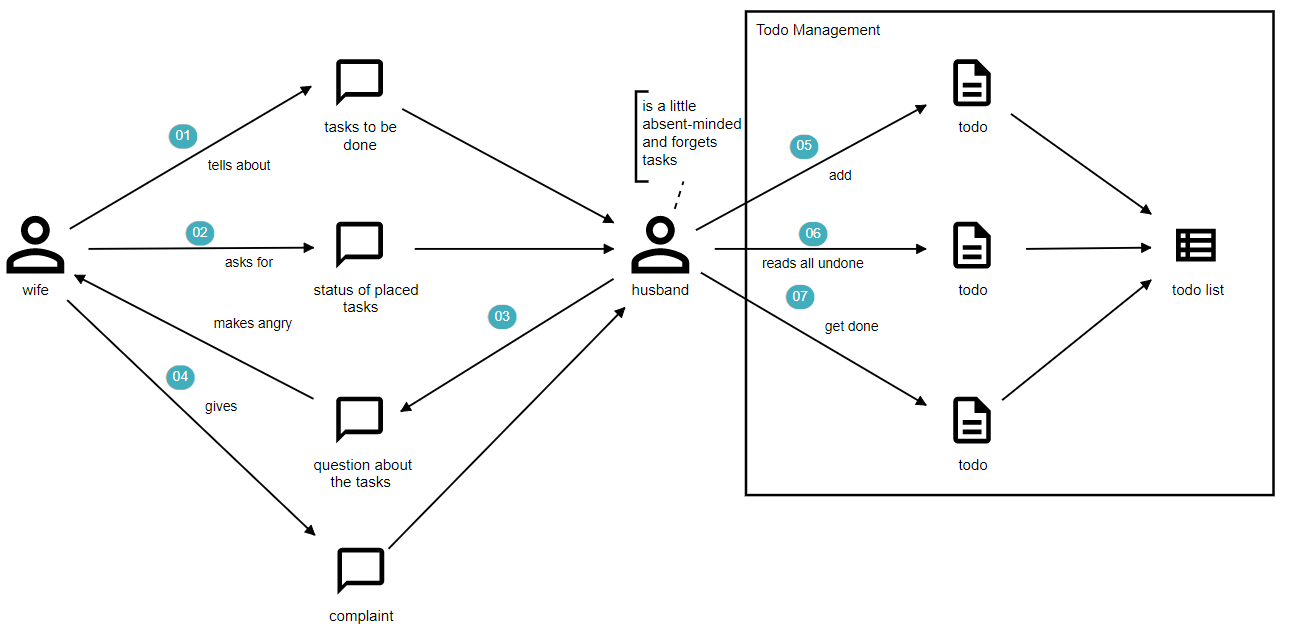 Todo Management
is a little
absent-minded
and forgets
tasks
01
tells about
tasks to be
done
02
asks for
status of placed
tasks
wife
husband
makes angry
03
question about
the tasks
04
gives
complaint
05
add
todo
06
reads all undone
todo
todo list
07
get done
todo